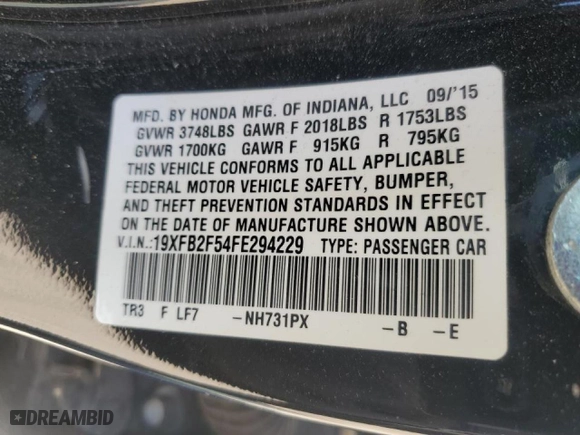 MFD. BY HONDA MFG. OF INDIANA, LLC 09/'15
GVWR 3748LBS GAWR F 2018LBS R 1753LBS
GVWR 1700KG GAWR F 915KG R 795KG
THIS VEHICLE CONFORMS TO ALL APPLICABLE
FEDERAL MOTOR VEHICLE SAFETY, BUMPER,
AND THEFT PREVENTION STANDARDS IN EFFECT
ON THE DATE OF MANUFACTURE SHOWN ABOVE.
V.I.N.:19XFB2F54FE294229 TYPE: PASSENGER CAR
TR3 F LF7 -NH731PX -B -E
DREAMBID